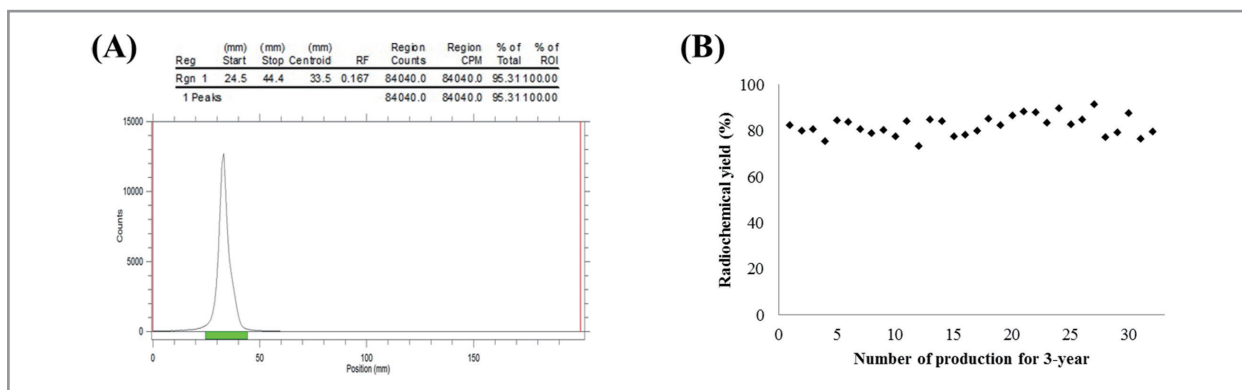 (A)
(mm) (mm) (mm) Region Region % of % of
Reg Start Stop Centroid RF Counts CPM Total ROI
Rgn 1 24.5 44.4 33.5 0.167 84040.0 84040.0 95.31 100.00
1 Peaks 84040.0 84040.0 95.31 100.00
15000
10000
5000
0
Counts
0 50 100 150
Position (mm)
(B)
100
80
60
40
20
0
Radiochemical yield (%)
0 5 10 15 20 25 30
Number of production for 3-year